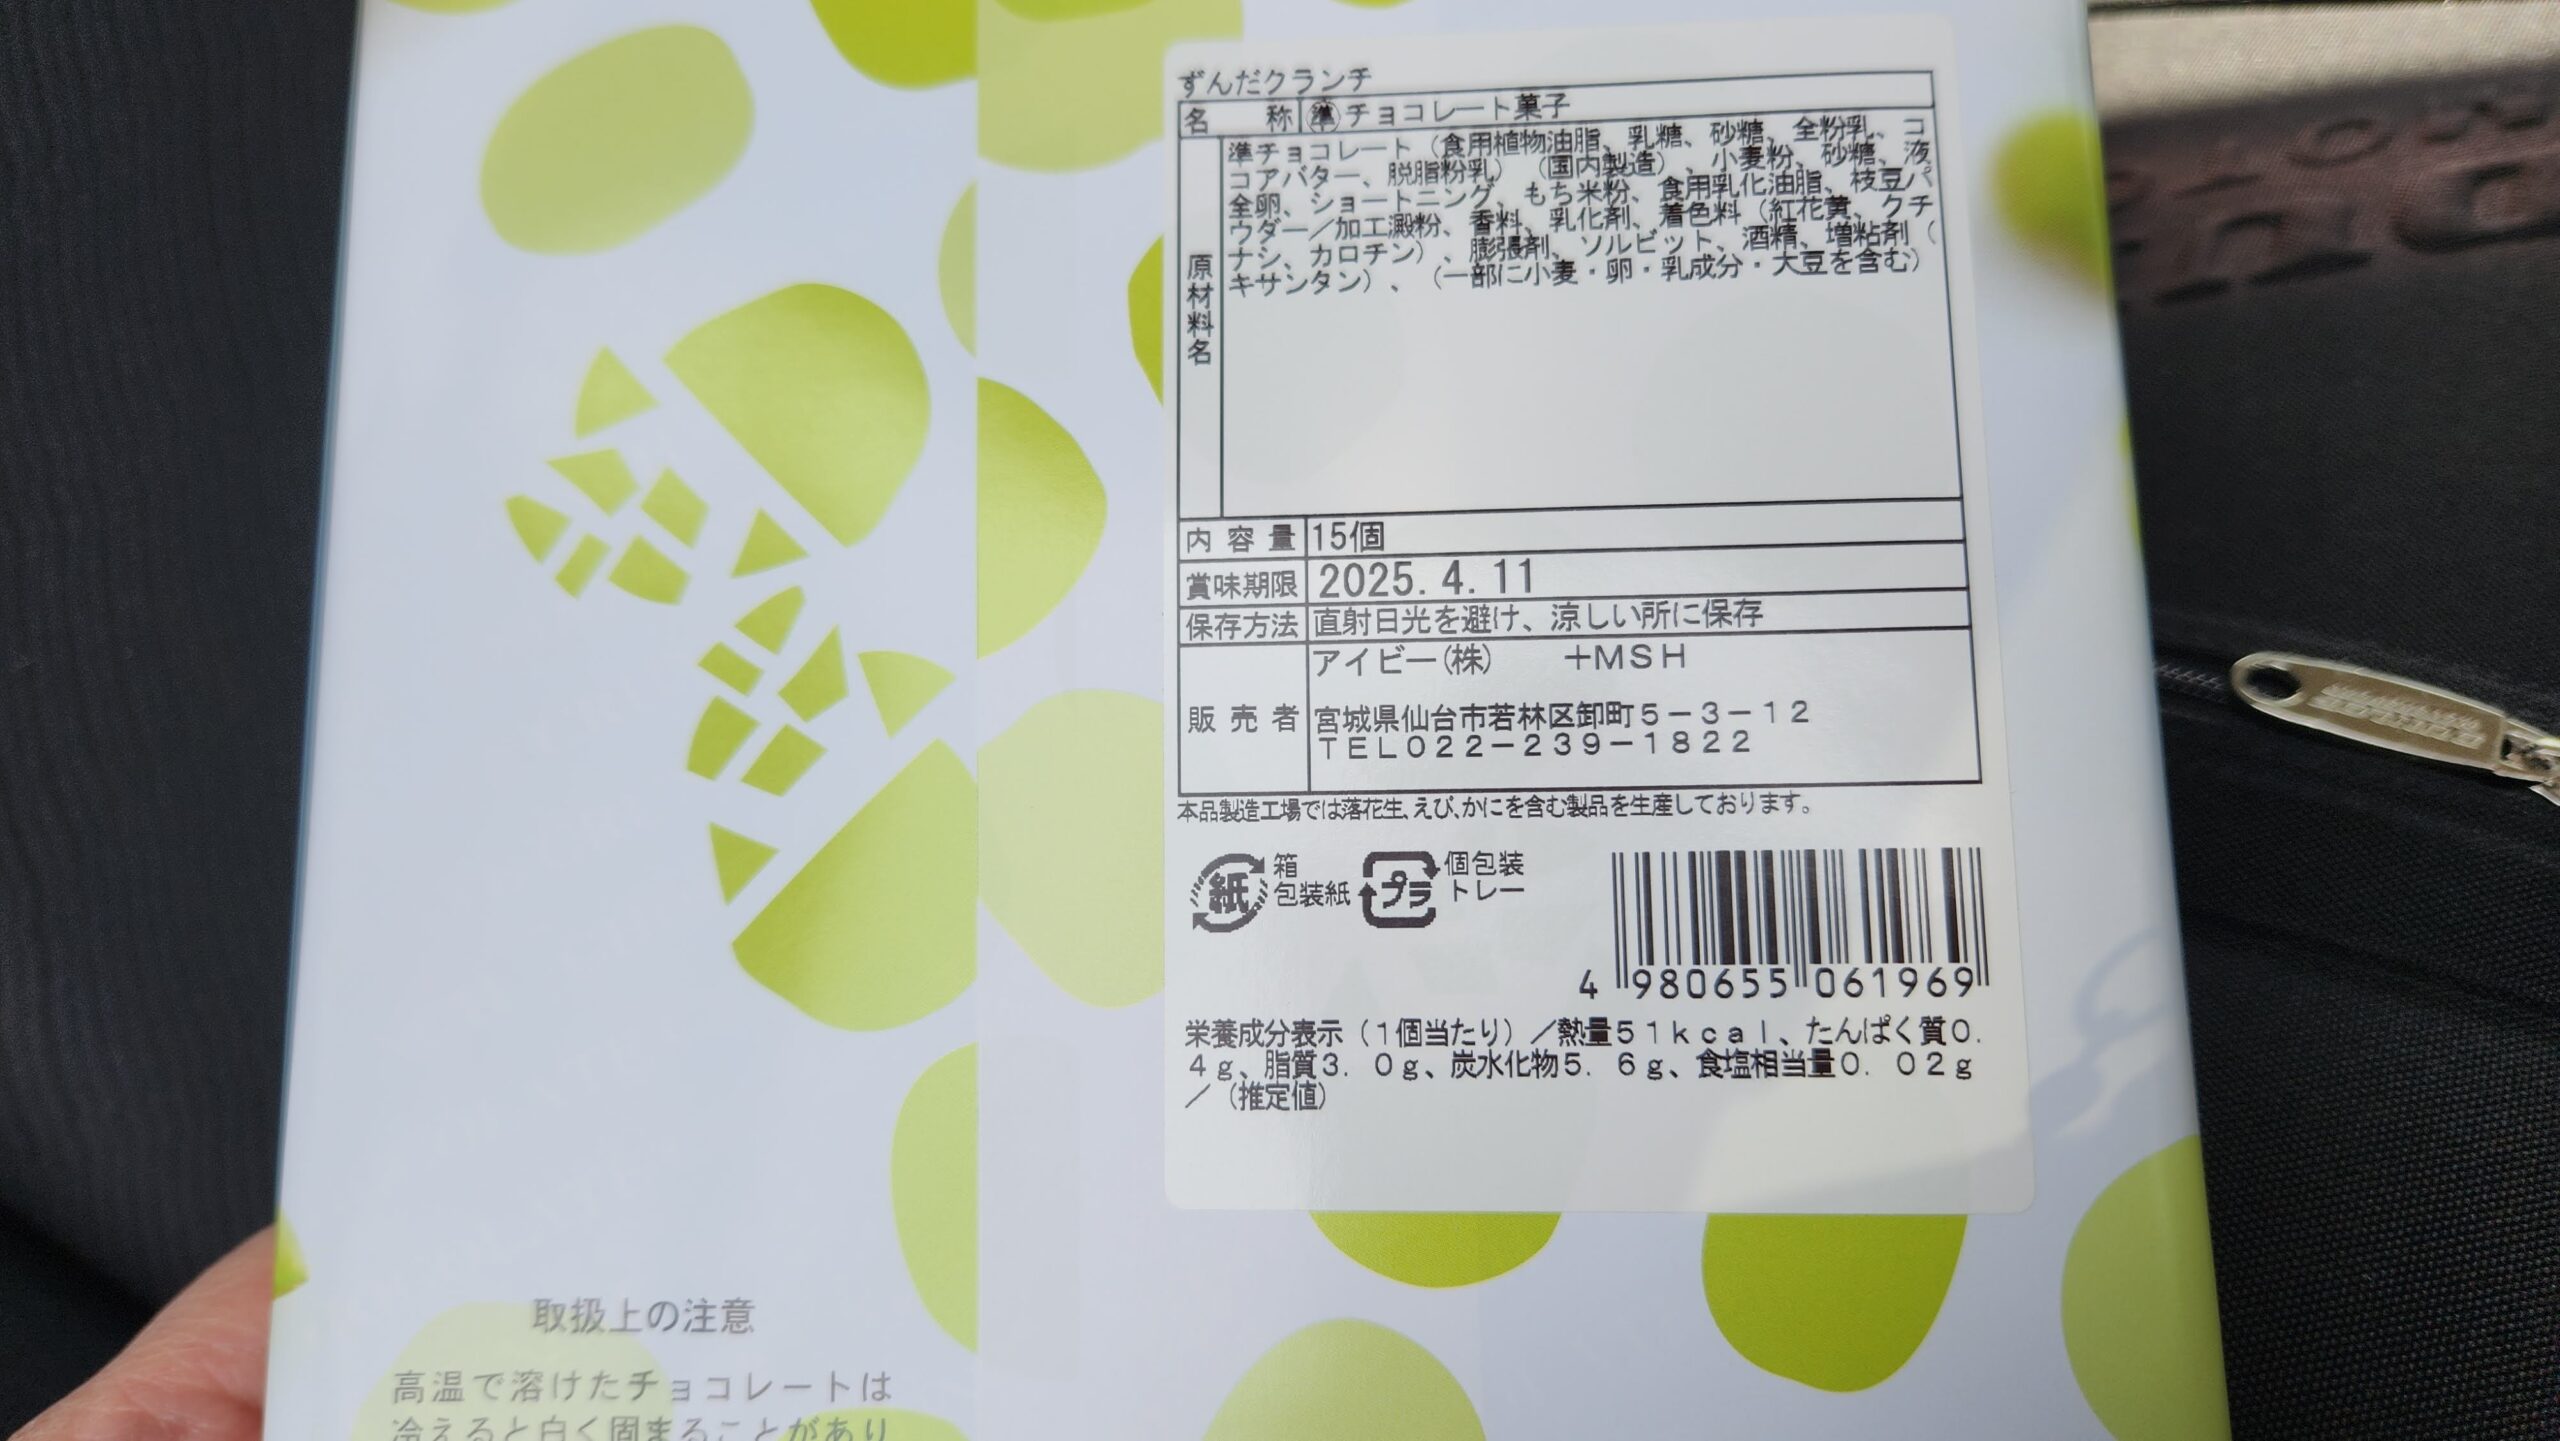 ずんだクランチ
名称 ㊜チョコレート菓子
原材料名
準チョコレート（食用植物油脂、乳糖、砂糖、全粉乳、コ
コアバター、脱脂粉乳）（国内製造）、小麦粉、砂糖、液
全卵、ショートニング、もち米粉、食用乳化油脂、枝豆パ
ウダー／加工澱粉、香料、乳化剤、着色料（紅花黄、クチ
ナシ、カロチン）、膨張剤、ソルビット、酒精、増粘剤（
キサンタン）、（一部に小麦・卵・乳成分・大豆を含む）
内容量 15個
賞味期限 2025.4.11
保存方法 直射日光を避け、涼しい所に保存
販売者
アイビー(株) +MSH
宮城県仙台市若林区卸町5-3-12
TEL022-239-1822
本品製造工場では落花生、えび、かにを含む製品を生産しております。
紙 箱 包装紙
プラ 個包装 トレー
4 980655 061969
栄養成分表示（1個当たり）／熱量51kcal、たんぱく質0.
4g、脂質3.0g、炭水化物5.6g、食塩相当量0.02g
／（推定値）
取扱上の注意
高温で溶けたチョコレートは
冷えると白く固まることがあり